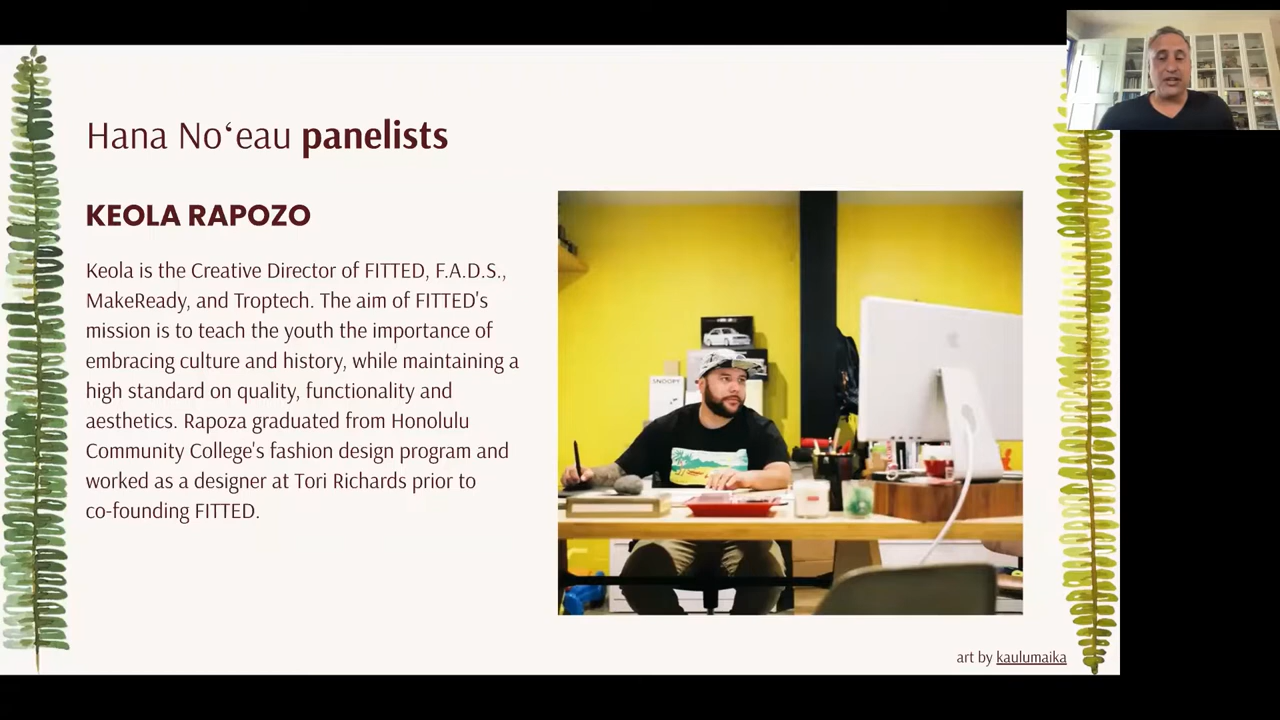 Hana Noʻeau panelists
KEOLA RAPOZO
Keola is the Creative Director of FITTED, F.A.D.S.,
MakeReady, and Troptech. The aim of FITTED's
mission is to teach the youth the importance of
embracing culture and history, while maintaining a
high standard on quality, functionality and
aesthetics. Rapoza graduated from Honolulu
Community College's fashion design program and
worked as a designer at Tori Richards prior to
co-founding FITTED.
SNOOPY
art by kaulumaika